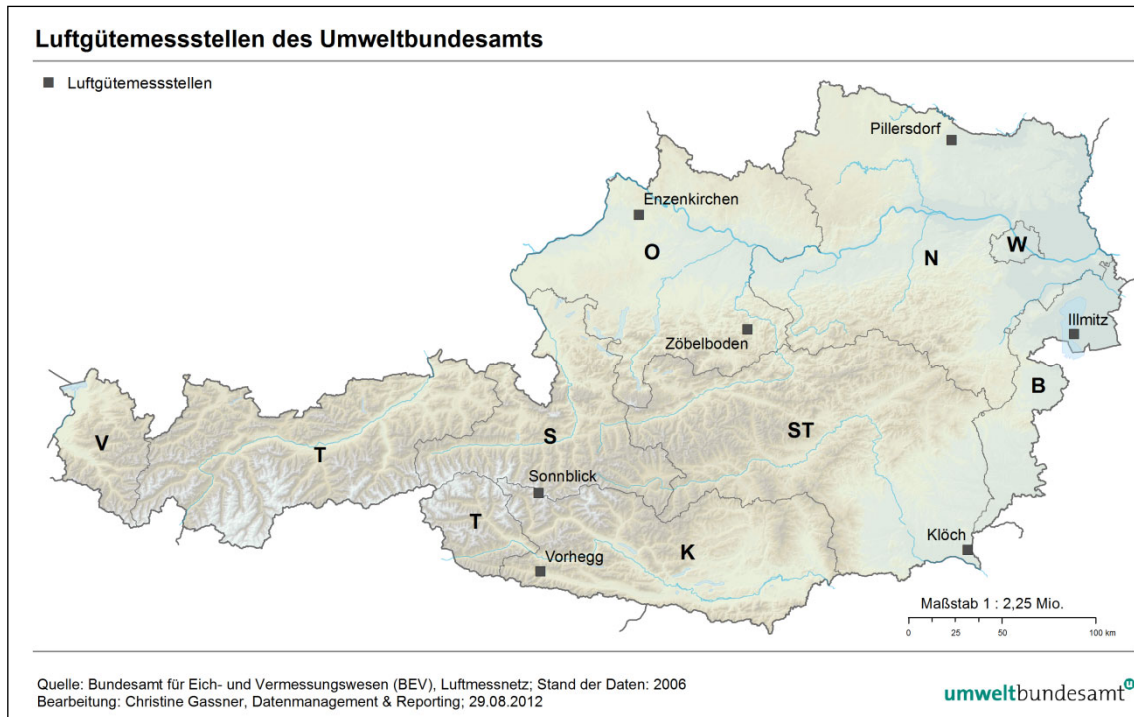 Luftgütemessstellen des Umweltbundesamts
Luftgütemessstellen
Pillersdorf
Enzenkirchen
O
N
W
Illmitz
Zöbelboden
B
V
T
S
ST
Sonnblick
T
Klöch
K
Vorhegg
Maßstab 1 : 2,25 Mio.
0 25 50 100 km
Quelle: Bundesamt für Eich- und Vermessungswesen (BEV), Luftmessnetz; Stand der Daten: 2006
Bearbeitung: Christine Gassner, Datenmanagement & Reporting; 29.08.2012
umweltbundesamt u